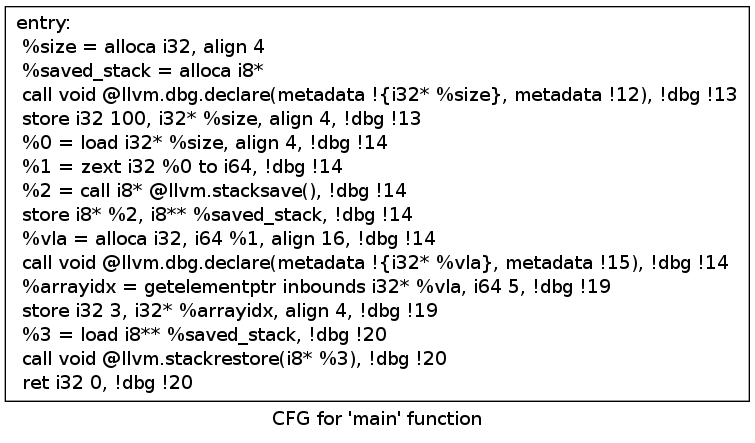 entry:
%size = alloca i32, align 4
%saved_stack = alloca i8*
call void @llvm.dbg.declare(metadata !{i32* %size}, metadata !12), !dbg !13
store i32 100, i32* %size, align 4, !dbg !13
%0 = load i32* %size, align 4, !dbg !14
%1 = zext i32 %0 to i64, !dbg !14
%2 = call i8* @llvm.stacksave(), !dbg !14
store i8* %2, i8** %saved_stack, !dbg !14
%vla = alloca i32, i64 %1, align 16, !dbg !14
call void @llvm.dbg.declare(metadata !{i32* %vla}, metadata !15), !dbg !14
%arrayidx = getelementptr inbounds i32* %vla, i64 5, !dbg !19
store i32 3, i32* %arrayidx, align 4, !dbg !19
%3 = load i8** %saved_stack, !dbg !20
call void @llvm.stackrestore(i8* %3), !dbg !20
ret i32 0, !dbg !20
CFG for 'main' function